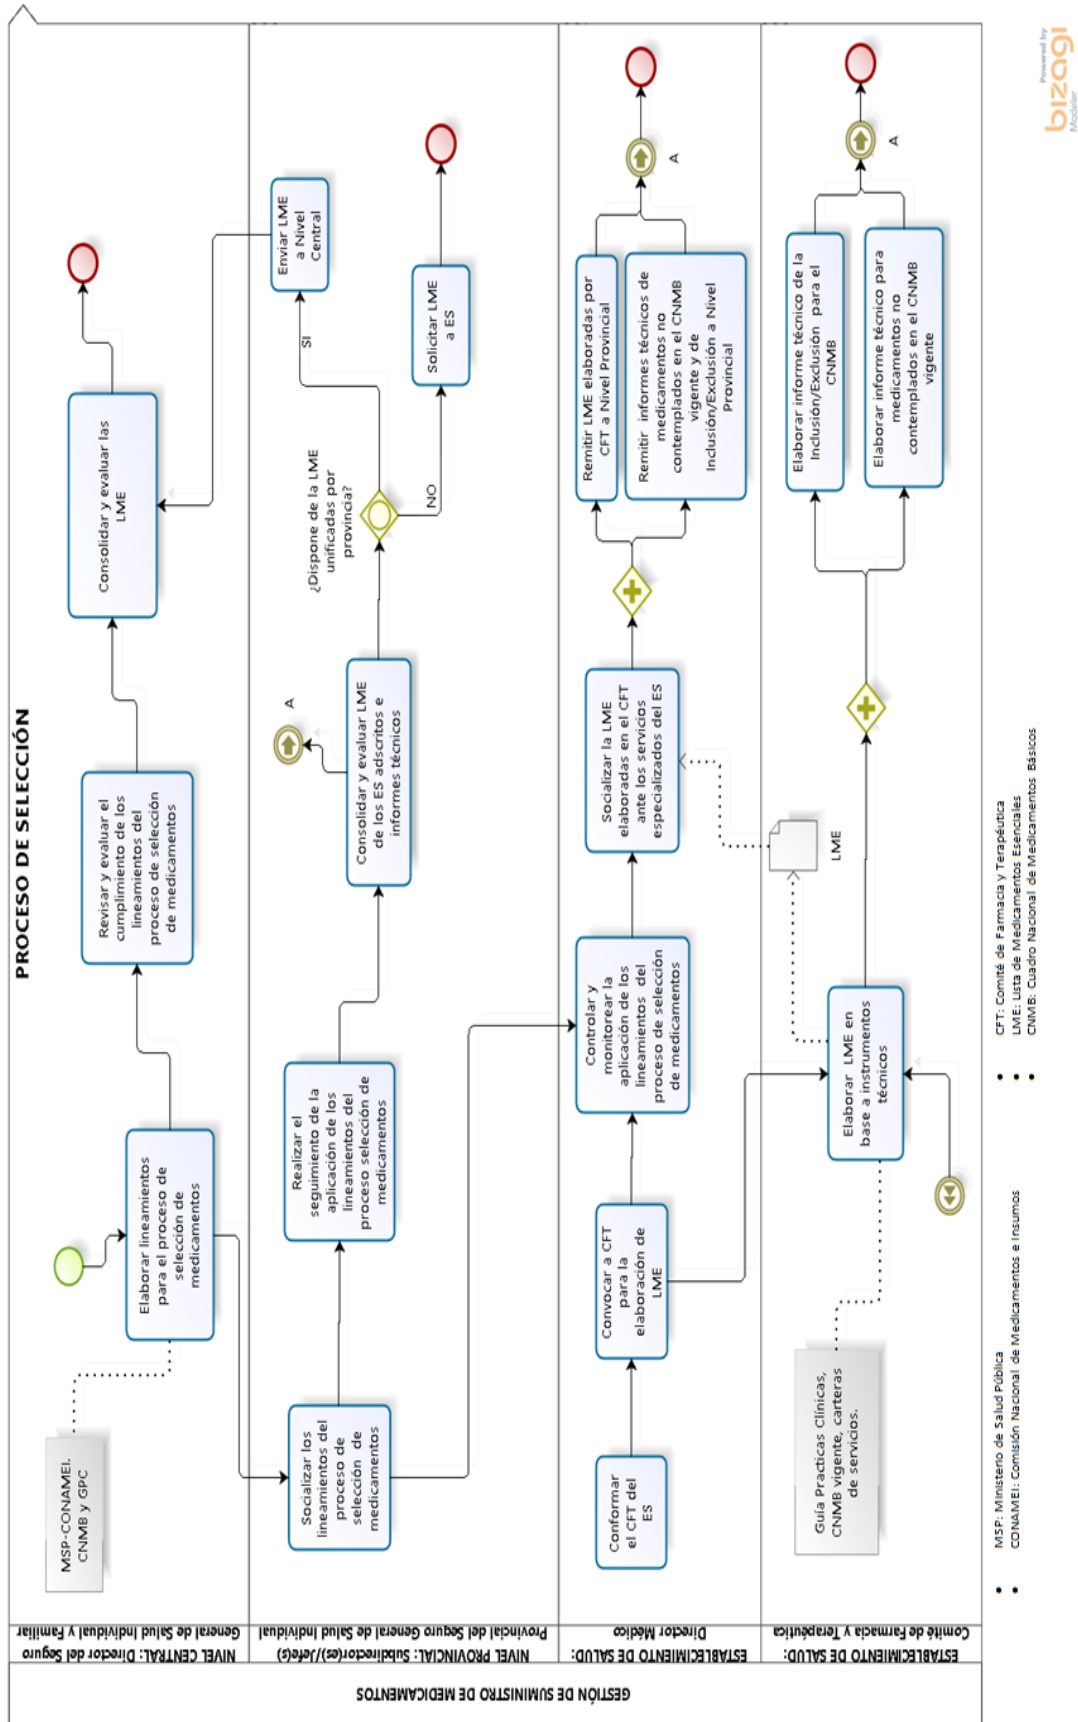 PROCESO DE SELECCIÓN
GESTIÓN DE SUMINISTRO DE MEDICAMENTOS
NIVEL CENTRAL: Director del Seguro
General de Salud Individual y Familiar
MSP-CONAMEI.
CNMB y GPC
Elaborar lineamientos
para el proceso de
selección de
medicamentos
Revisar y evaluar el
cumplimiento de los
lineamientos del
proceso de selección
de medicamentos
Consolidar y evaluar las
LME
NIVEL PROVINCIAL: Subdirector(es)/Jefe(s)
Provincial del Seguro General de Salud Individual
Socializar los
lineamientos del
proceso de
selección de
medicamentos
Realizar el
seguimiento de la
aplicación de los
lineamientos del
proceso selección de
medicamentos
Consolidar y evaluar LME
de los ES adscritos e
informes técnicos
A
¿Dispone de la LME
unificadas por
provincia?
SI
NO
Enviar LME
a Nivel
Central
Solicitar LME
a ES
ESTABLECIMIENTO DE SALUD:
Director Médico
Conformar
el CFT del
ES
Convocar a CFT
para la
elaboración de
LME
Controlar y
monitorear la
aplicación de los
lineamientos del
proceso de selección
de medicamentos
Socializar la LME
elaboradas en el CFT
ante los servicios
especializados del ES
Remitir LME elaboradas por
CFT a Nivel Provincial
Remitir informes técnicos de
medicamentos no
contemplados en el CNMB
vigente y de
Inclusión/Exclusión a Nivel
Provincial
A
ESTABLECIMIENTO DE SALUD:
Comité de Farmacia y Terapéutica
Guía Practicas Clínicas,
CNMB vigente, carteras
de servicios.
Elaborar LME en
base a instrumentos
técnicos
LME
Elaborar informe técnico de la
Inclusión/Exclusión para el
CNMB
Elaborar informe técnico para
medicamentos no
contemplados en el CNMB
vigente
A
• MSP: Ministerio de Salud Pública
• CONAMEI: Comisión Nacional de Medicamentos e Insumos
• CFT: Comité de Farmacia y Terapéutica
• LME: Lista de Medicamentos Esenciales
• CNMB: Cuadro Nacional de Medicamentos Básicos
Powered by
bizagi
Modeler